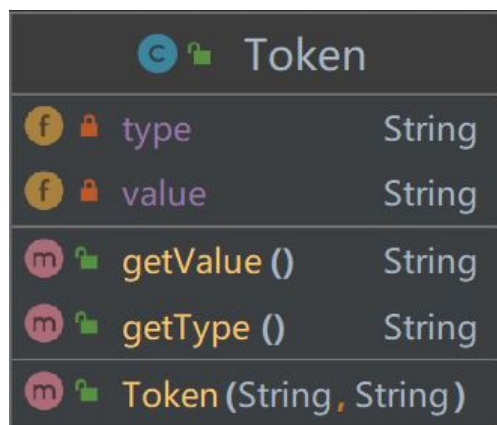 C Token
f type String
f value String
m getValue () String
m getType () String
m Token (String, String)